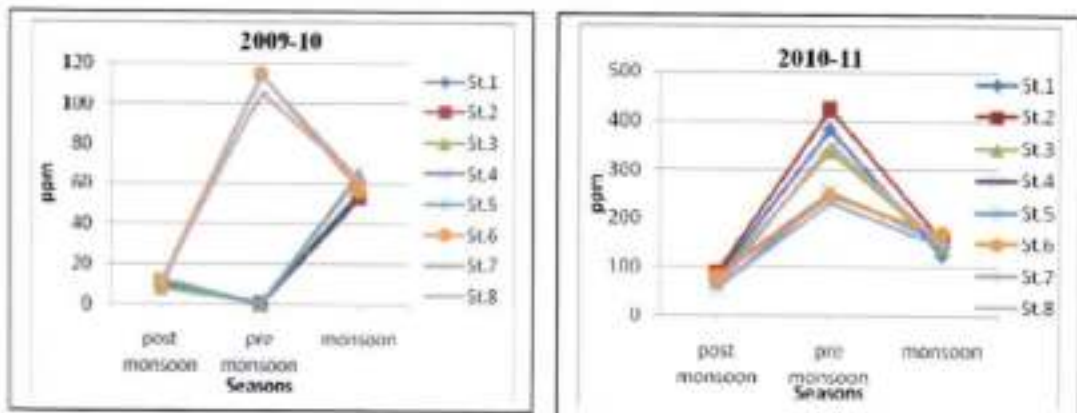 2009-10
120
100
80
60
40
20
0
ppm
post monsoon
pre monsoon
monsoon
Seasons
St.1
St.2
St.3
St.4
St.5
St.6
St.7
St.8
2010-11
500
400
300
200
100
0
ppm
post monsoon
pre monsoon
monsoon
Seasons
St.1
St.2
St.3
St.4
St.5
St.6
St.7
St.8